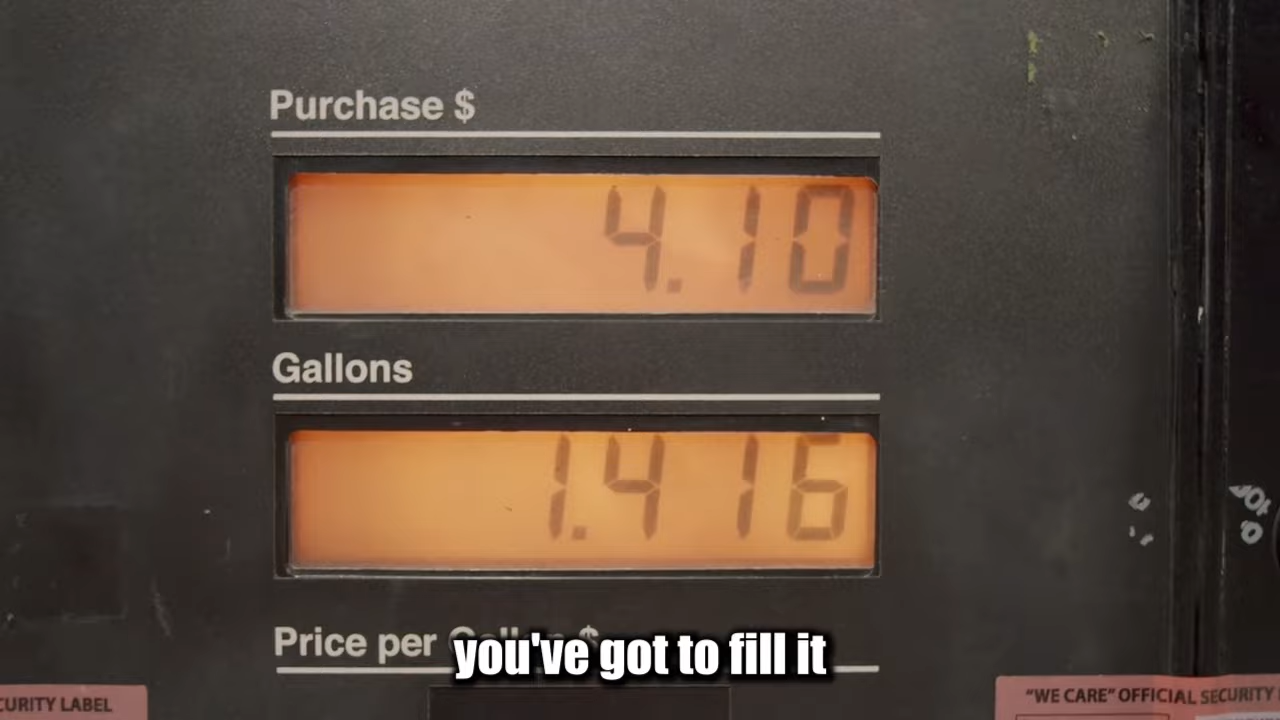 Purchase $
4.10
Gallons
1.416
Price per Gallon $
you've got to fill it
CURITY LABEL
"WE CARE" OFFICIAL SECURITY